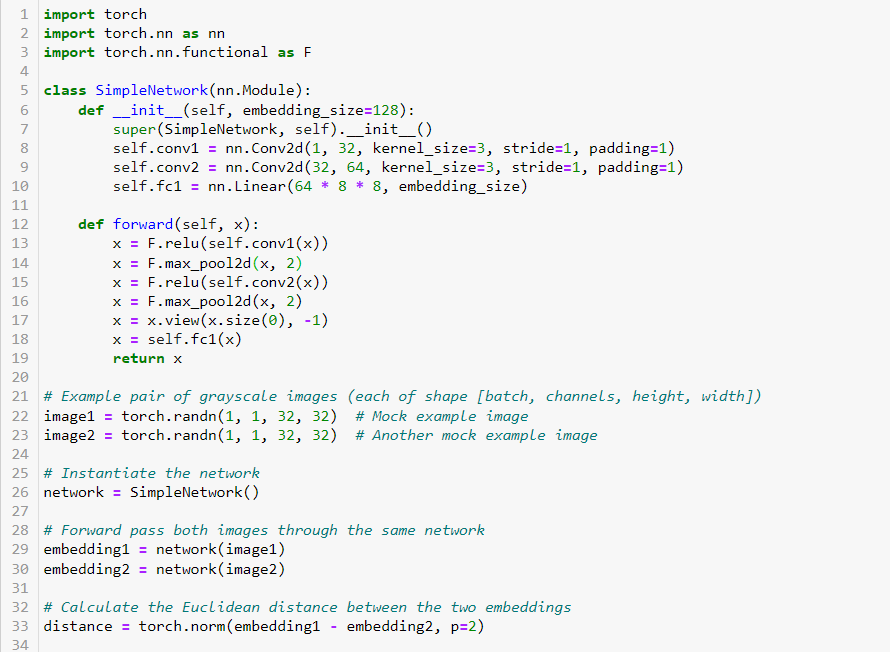 1 import torch
2 import torch.nn as nn
3 import torch.nn.functional as F
4
5 class SimpleNetwork(nn.Module):
6     def __init__(self, embedding_size=128):
7         super(SimpleNetwork, self).__init__()
8         self.conv1 = nn.Conv2d(1, 32, kernel_size=3, stride=1, padding=1)
9         self.conv2 = nn.Conv2d(32, 64, kernel_size=3, stride=1, padding=1)
10         self.fc1 = nn.Linear(64 * 8 * 8, embedding_size)
11
12     def forward(self, x):
13         x = F.relu(self.conv1(x))
14         x = F.max_pool2d(x, 2)
15         x = F.relu(self.conv2(x))
16         x = F.max_pool2d(x, 2)
17         x = x.view(x.size(0), -1)
18         x = self.fc1(x)
19         return x
20
21 # Example pair of grayscale images (each of shape [batch, channels, height, width])
22 image1 = torch.randn(1, 1, 32, 32)  # Mock example image
23 image2 = torch.randn(1, 1, 32, 32)  # Another mock example image
24
25 # Instantiate the network
26 network = SimpleNetwork()
27
28 # Forward pass both images through the same network
29 embedding1 = network(image1)
30 embedding2 = network(image2)
31
32 # Calculate the Euclidean distance between the two embeddings
33 distance = torch.norm(embedding1 - embedding2, p=2)
34